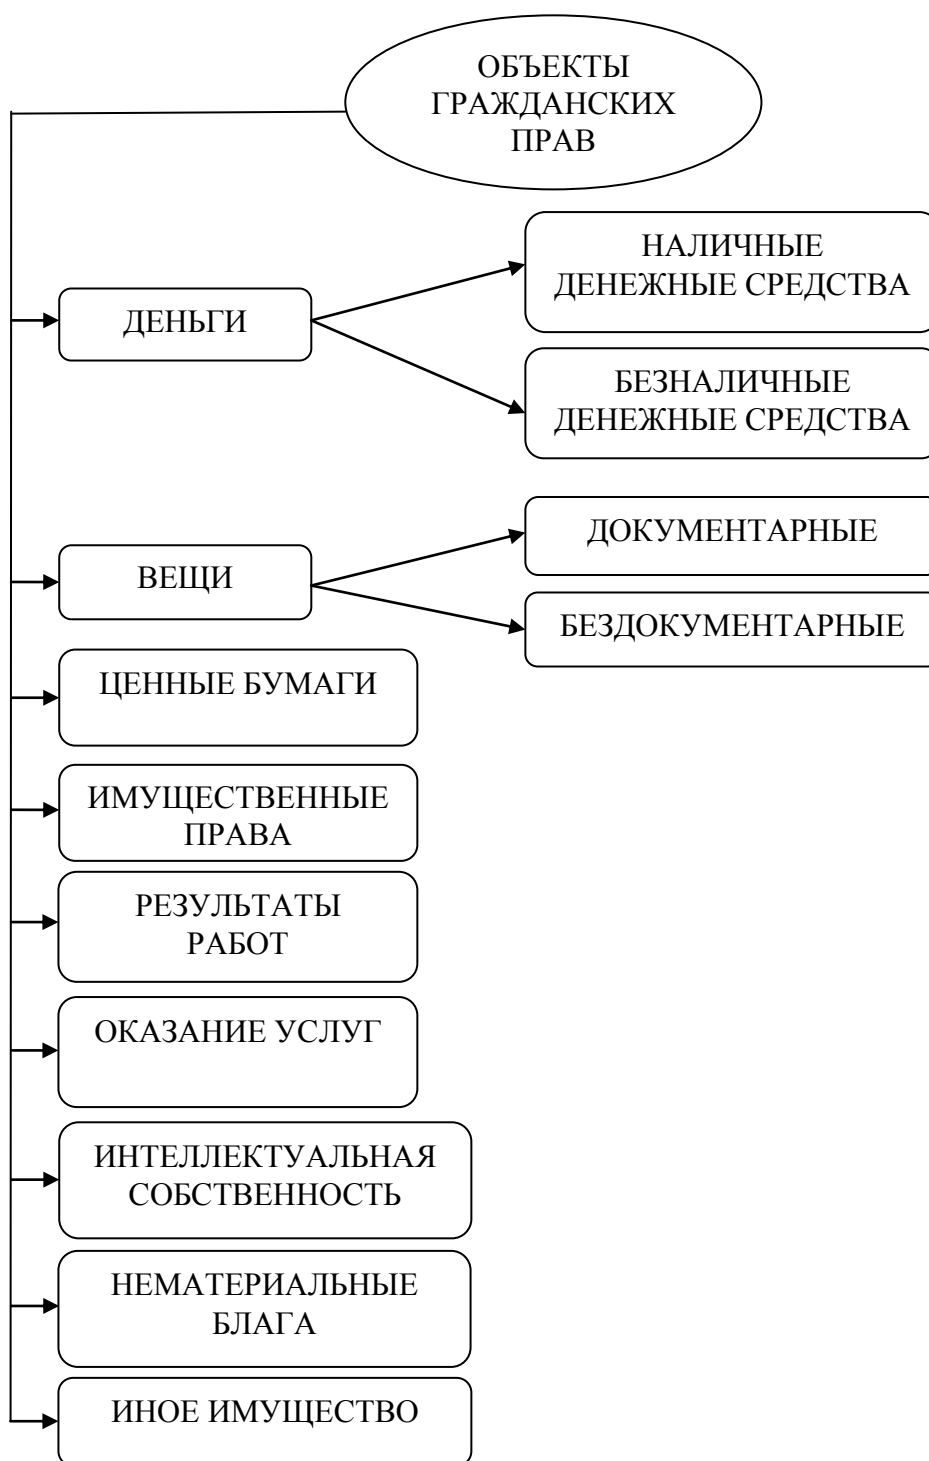 ОБЪЕКТЫ
ГРАЖДАНСКИХ
ПРАВ
НАЛИЧНЫЕ
ДЕНЕЖНЫЕ СРЕДСТВА
ДЕНЬГИ
БЕЗНАЛИЧНЫЕ
ДЕНЕЖНЫЕ СРЕДСТВА
ДОКУМЕНТАРНЫЕ
ВЕЩИ
БЕЗДОКУМЕНТАРНЫЕ
ЦЕННЫЕ БУМАГИ
ИМУЩЕСТВЕННЫЕ
ПРАВА
РЕЗУЛЬТАТЫ
РАБОТ
ОКАЗАНИЕ УСЛУГ
ИНТЕЛЛЕКТУАЛЬНАЯ
СОБСТВЕННОСТЬ
НЕМАТЕРИАЛЬНЫЕ
БЛАГА
ИНОЕ ИМУЩЕСТВО